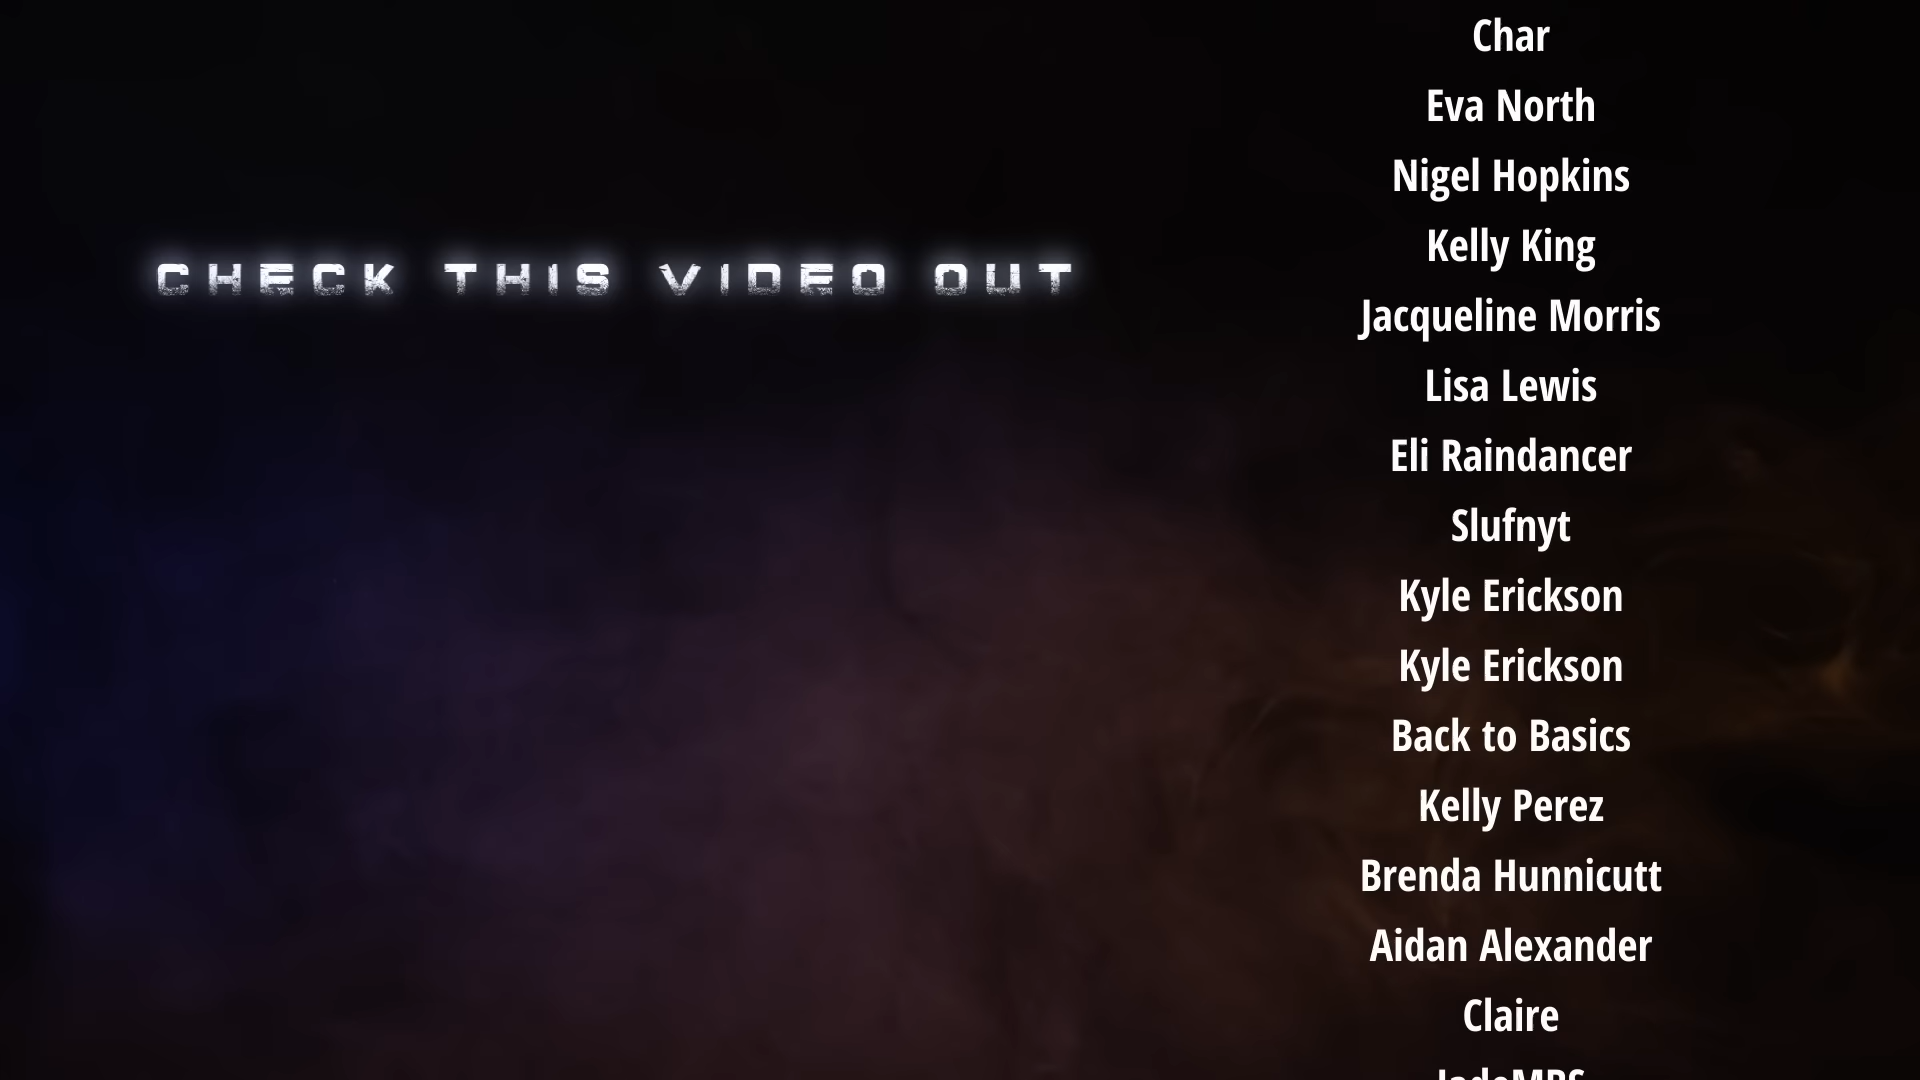 CHECK THIS VIDEO OUT
Char
Eva North
Nigel Hopkins
Kelly King
Jacqueline Morris
Lisa Lewis
Eli Raindancer
Slufnyt
Kyle Erickson
Kyle Erickson
Back to Basics
Kelly Perez
Brenda Hunnicutt
Aidan Alexander
Claire